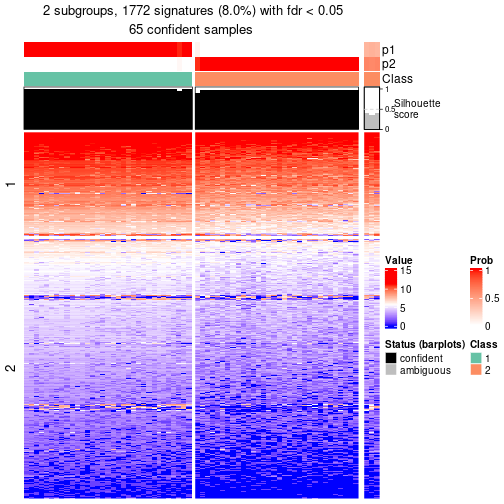 2 subgroups, 1772 signatures (8.0%) with fdr < 0.05
65 confident samples
p1
p2
Class
1
0.5
0
Silhouette
score
1
2
Value
15
10
5
0
Prob
1
0.5
0
Status (barplots)
confident
ambiguous
Class
1
2